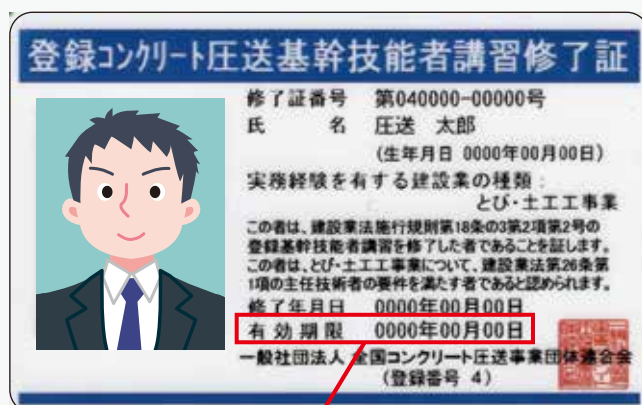 登録コンクリート圧送基幹技能者講習修了証
修了証番号 第040000-00000号
氏 名 圧送 太郎
(生年月日 0000年00月00日)
実務経験を有する建設業の種類:
とび・土工工事業
この者は、建設業法施行規則第18条の3第2項第2号の
登録基幹技能者講習を修了した者であることを証します。
この者は、とび・土工工事業について、建設業法第26条第
1項の主任技術者の要件を満たす者であると認められます。
修了年月日 0000年00月00日
有効期限 0000年00月00日
一般社団法人 全国コンクリート圧送事業団体連合会
(登録番号 4)